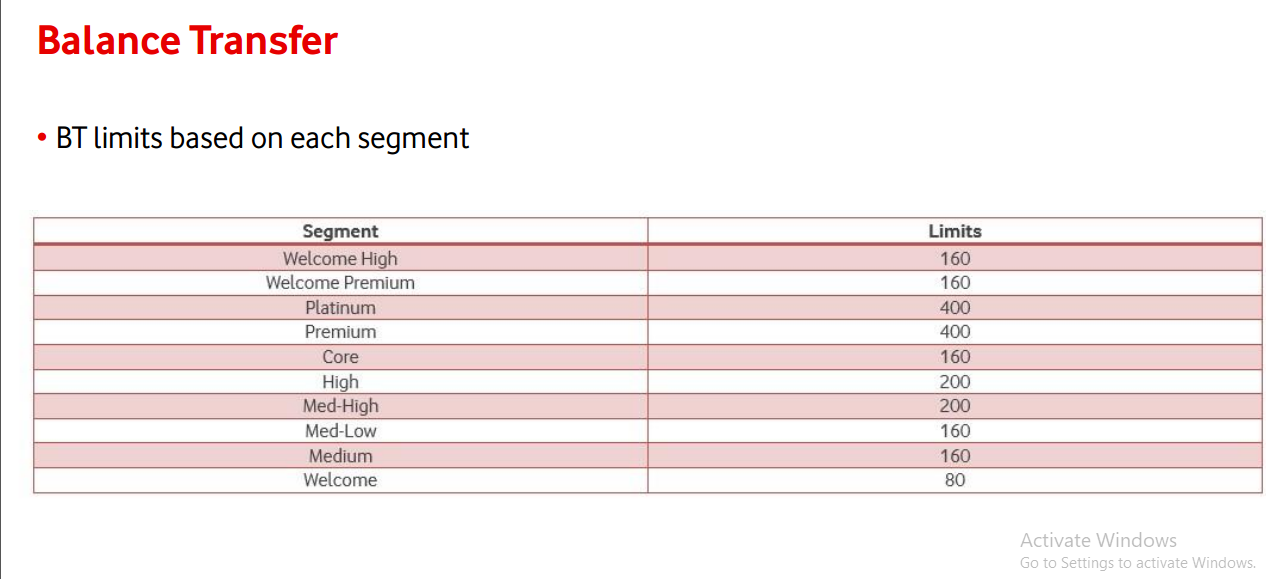 Balance Transfer
• BT limits based on each segment
Segment Limits
Welcome High 160
Welcome Premium 160
Platinum 400
Premium 400
Core 160
High 200
Med-High 200
Med-Low 160
Medium 160
Welcome 80
Activate Windows
Go to Settings to activate Windows.